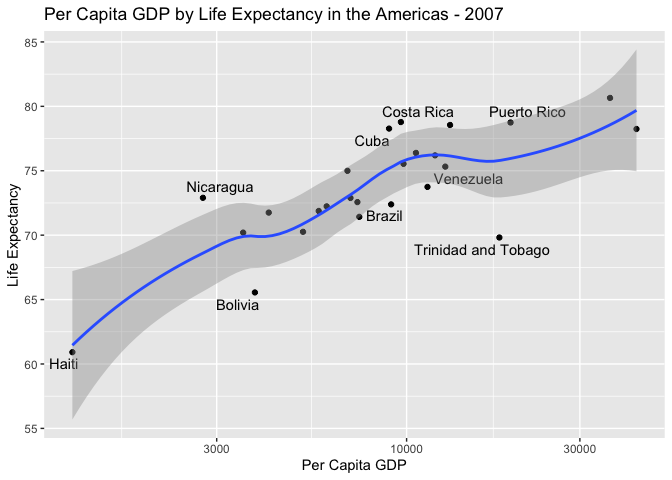 Per Capita GDP by Life Expectancy in the Americas - 2007
85
80
75
70
65
60
55
Life Expectancy
Costa Rica
Puerto Rico
Cuba
Venezuela
Nicaragua
Brazil
Trinidad and Tobago
Bolivia
Haiti
3000
10000
30000
Per Capita GDP